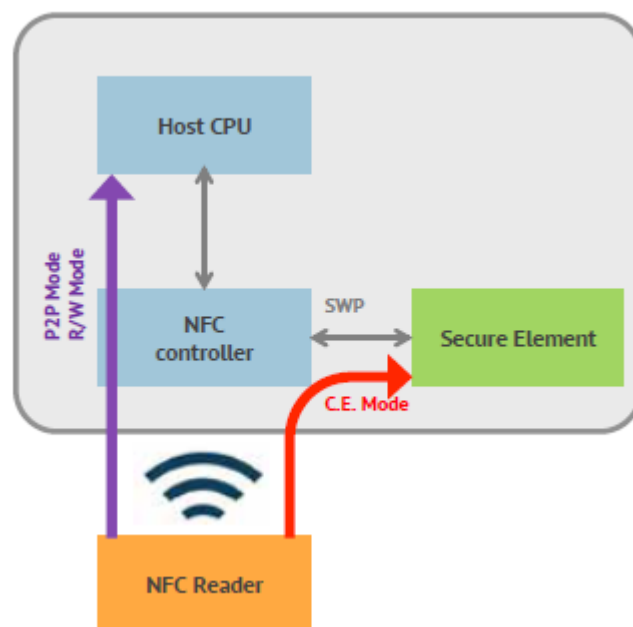 Host CPU
P2P Mode
R/W Mode
NFC
controller
SWP
Secure Element
C.E. Mode
NFC Reader